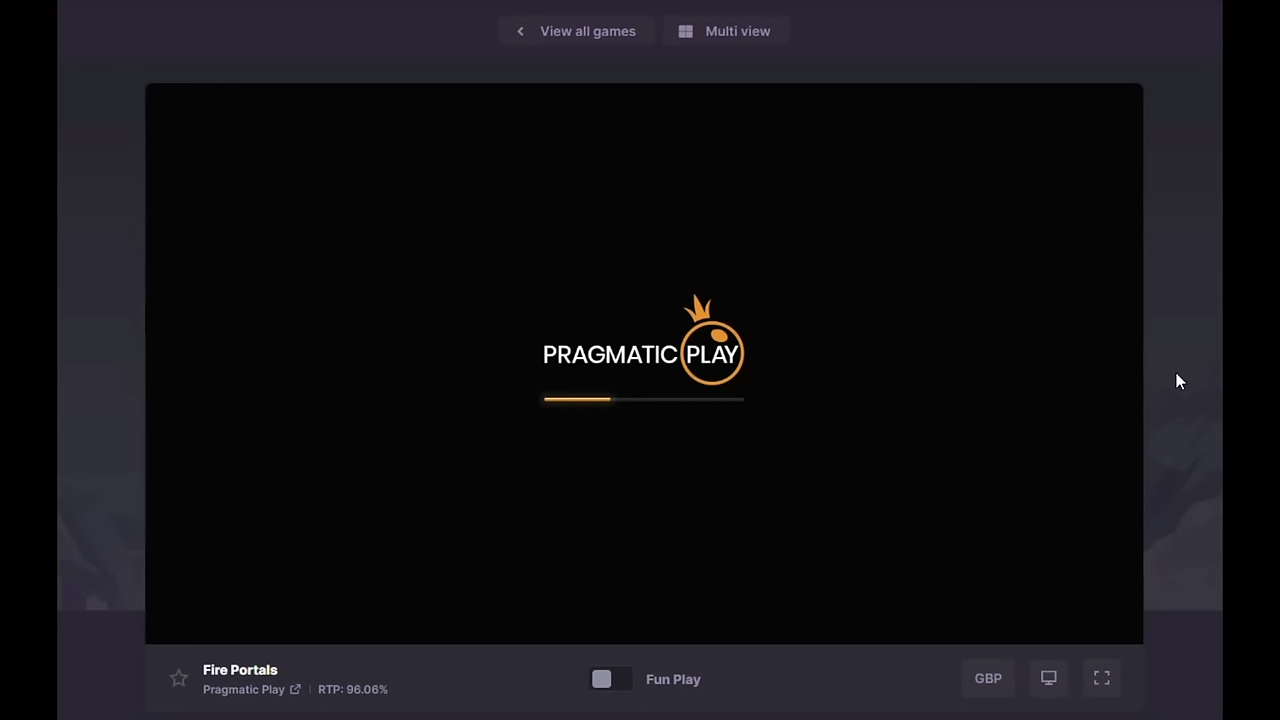 View all games
Multi view
PRAGMATIC PLAY
Fire Portals
Pragmatic Play | RTP: 96.06%
Fun Play
GBP